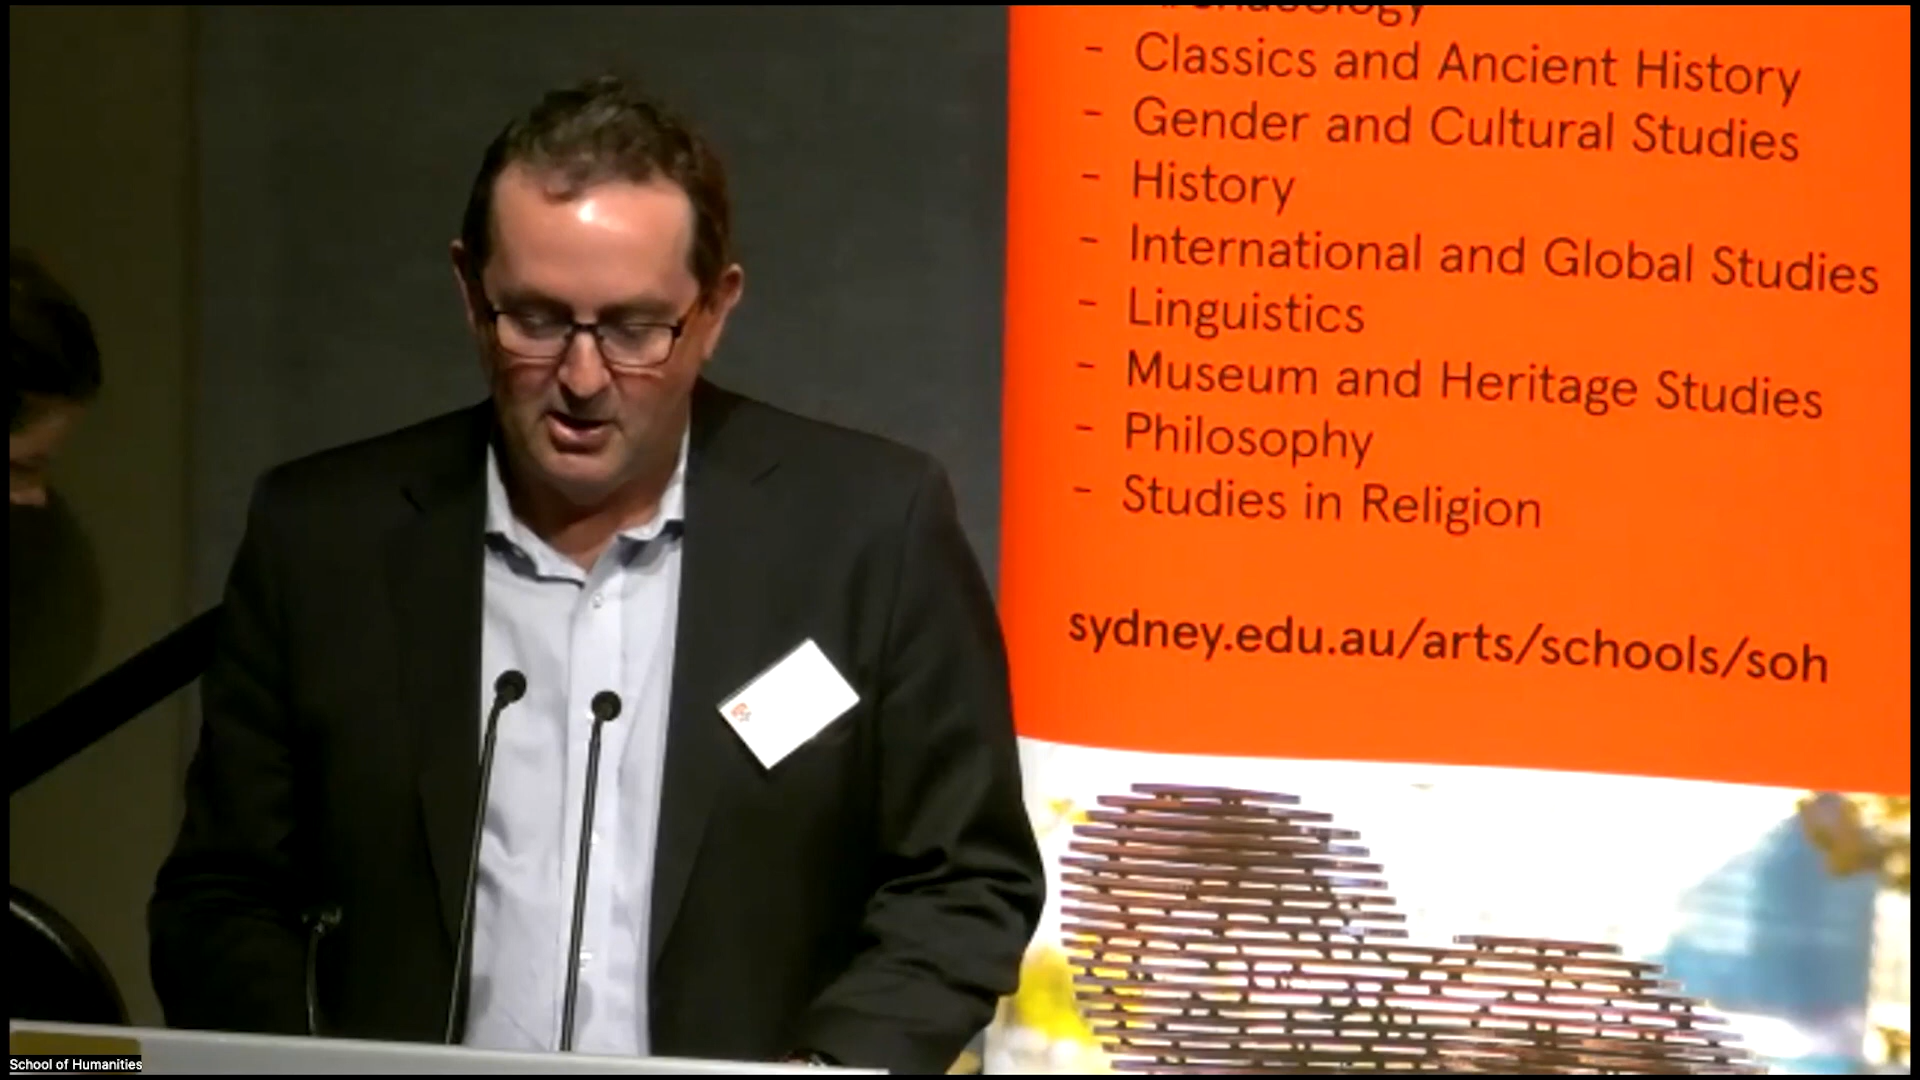 - Classics and Ancient History
- Gender and Cultural Studies
- History
- International and Global Studies
- Linguistics
- Museum and Heritage Studies
- Philosophy
- Studies in Religion
sydney.edu.au/arts/schools/soh
School of Humanities